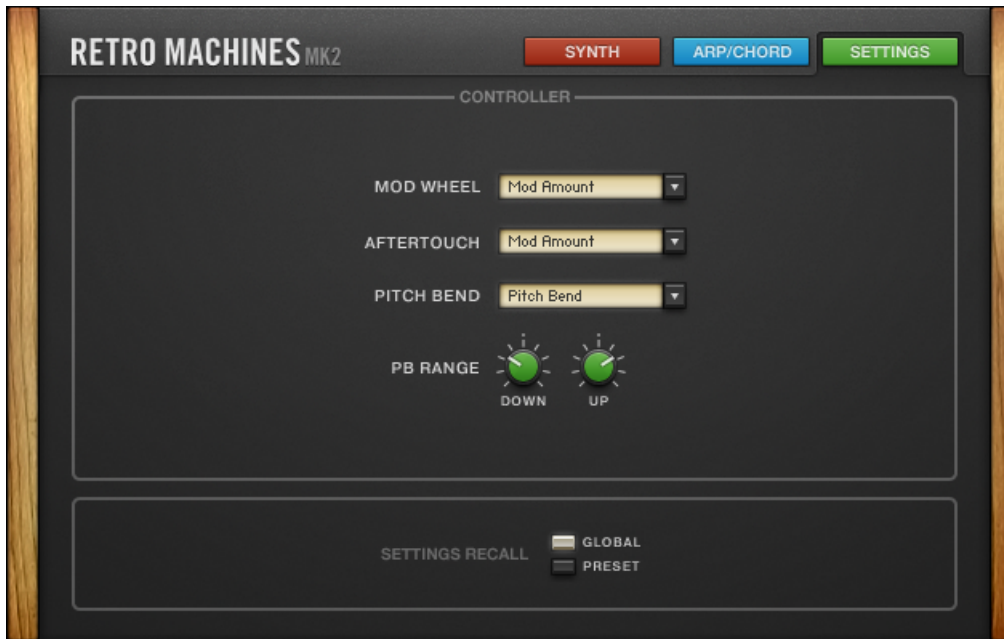 RETRO MACHINES MK2 SYNTH ARP/CHORD SETTINGS
CONTROLLER
MOD WHEEL Mod Amount
AFTERTOUCH Mod Amount
PITCH BEND Pitch Bend
PB RANGE
DOWN UP
SETTINGS RECALL
GLOBAL
PRESET